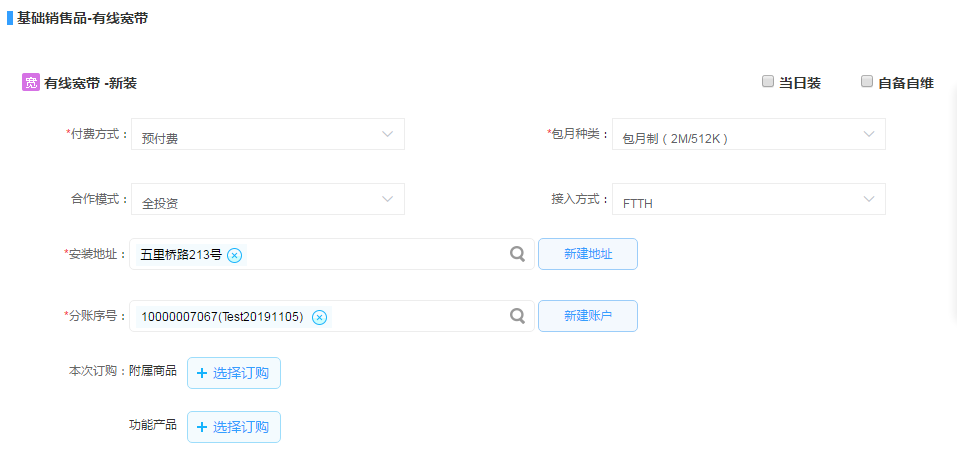 基础销售品-有线宽带
宽 有线宽带 -新装 当日装 自备自维
*付费方式： 预付费 *包月种类： 包月制（2M/512K）
合作模式： 全投资 接入方式： FTTH
*安装地址： 五里桥路213号 新建地址
*分账序号： 10000007067(Test20191105) 新建账户
本次订购：附属商品 + 选择订购
功能产品 + 选择订购